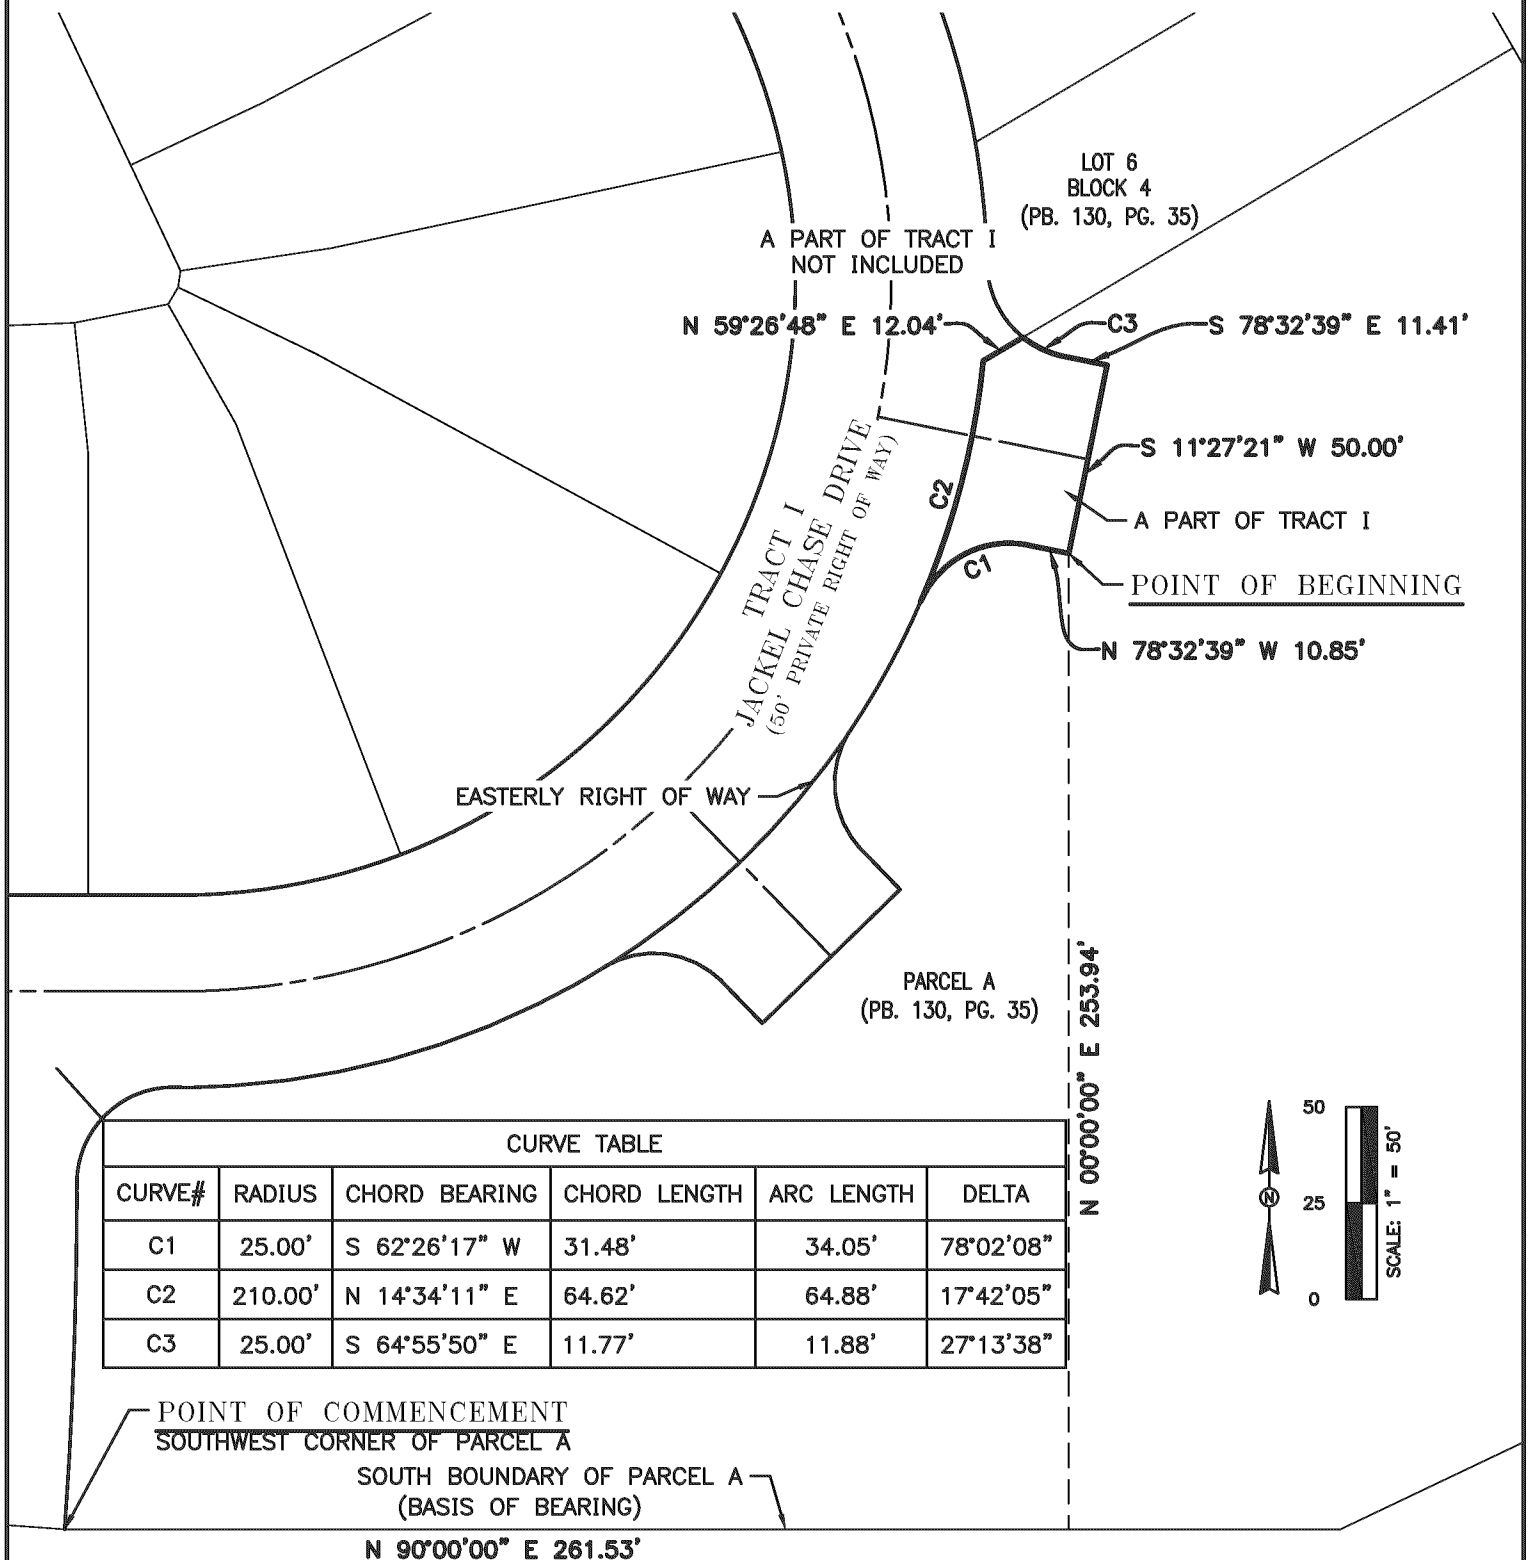 LOT 6
BLOCK 4
(PB. 130, PG. 35)
A PART OF TRACT I
NOT INCLUDED
N 59°26'48" E 12.04'
C3
S 78°32'39" E 11.41'
S 11°27'21" W 50.00'
C2
A PART OF TRACT I
C1
POINT OF BEGINNING
N 78°32'39" W 10.85'
TRACT I
JACKEL CHASE DRIVE
(50' PRIVATE RIGHT OF WAY)
EASTERLY RIGHT OF WAY
PARCEL A
(PB. 130, PG. 35)
N 00°00'00" E 253.94'
CURVE TABLE
CURVE# RADIUS CHORD BEARING CHORD LENGTH ARC LENGTH DELTA
C1 25.00' S 62°26'17" W 31.48' 34.05' 78°02'08"
C2 210.00' N 14°34'11" E 64.62' 64.88' 17°42'05"
C3 25.00' S 64°55'50" E 11.77' 11.88' 27°13'38"
N
50
25
0
SCALE: 1" = 50'
POINT OF COMMENCEMENT
SOUTHWEST CORNER OF PARCEL A
SOUTH BOUNDARY OF PARCEL A
(BASIS OF BEARING)
N 90°00'00" E 261.53'